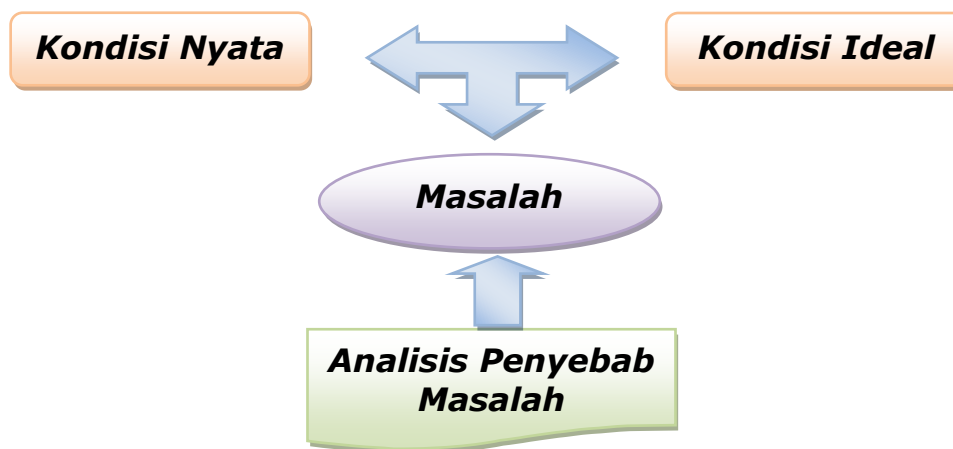 Kondisi Nyata
Kondisi Ideal
Masalah
Analisis Penyebab
Masalah